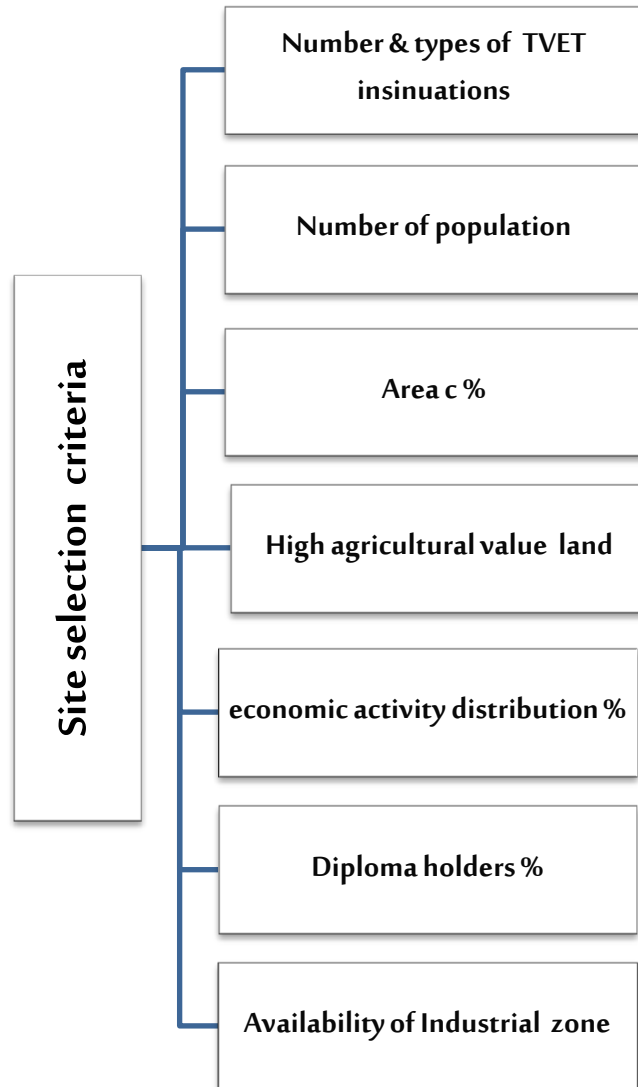 Number & types of TVET
insinuations
Number of population
Area c %
Site selection criteria
High agricultural value land
economic activity distribution %
Diploma holders %
Availability of Industrial zone